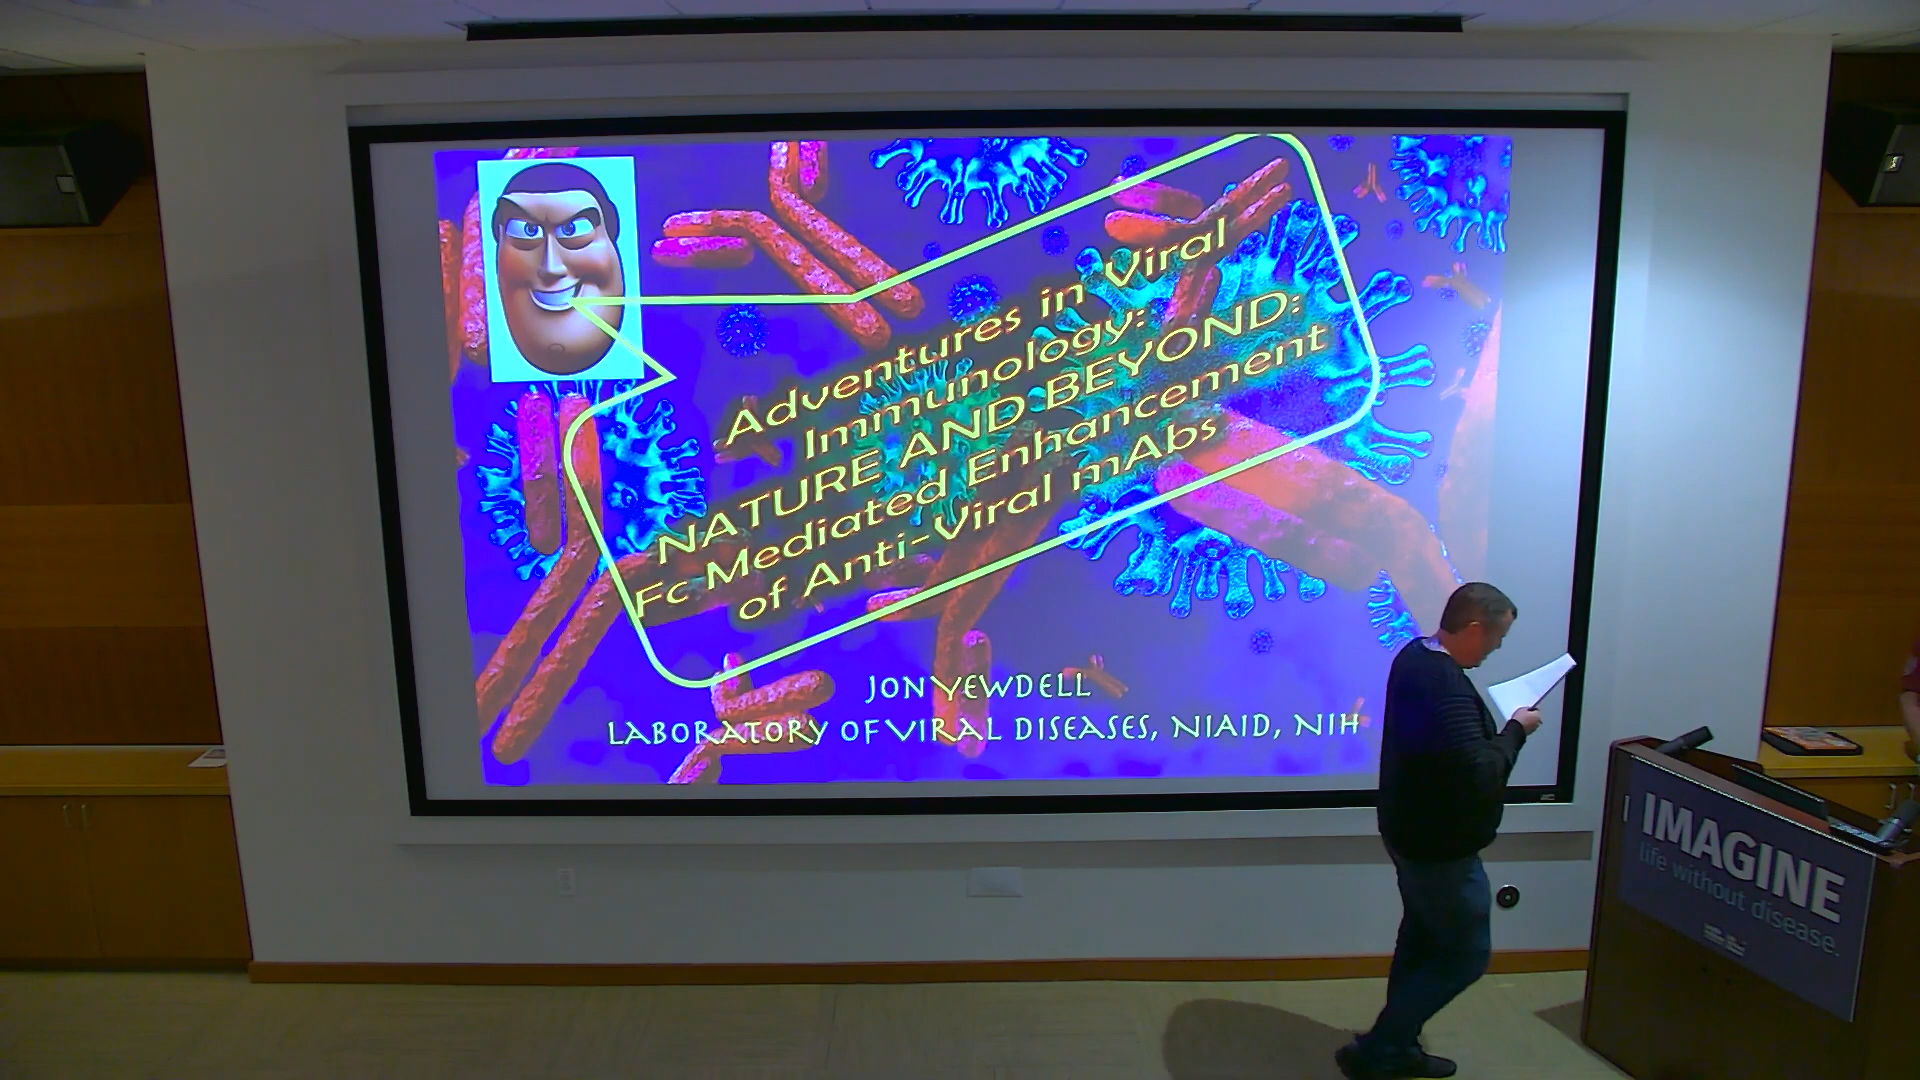 Adventures in Viral
Immunology:
NATURE AND BEYOND:
Fc Mediated Enhancement
of Anti-Viral mAbs
JON YEWDELL
LABORATORY OF VIRAL DISEASES, NIAID, NIH
IMAGINE
life without disease.